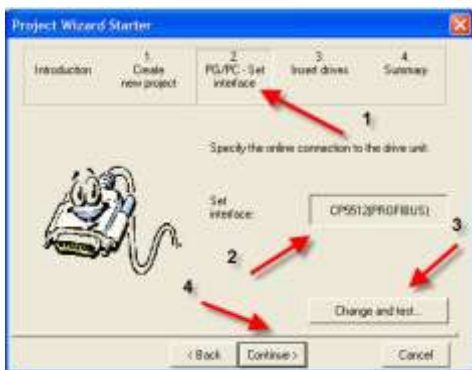 Project Wizard Starter
Introduction
1.
Create
new project
2.
PG/PC - Set
interface
3.
Insert drives
4.
Summary
1
Specify the online connection to the drive unit:
Set
interface:
CP5512(PROFIBUS)
2
3
Change and test...
4
< Back
Continue >
Cancel